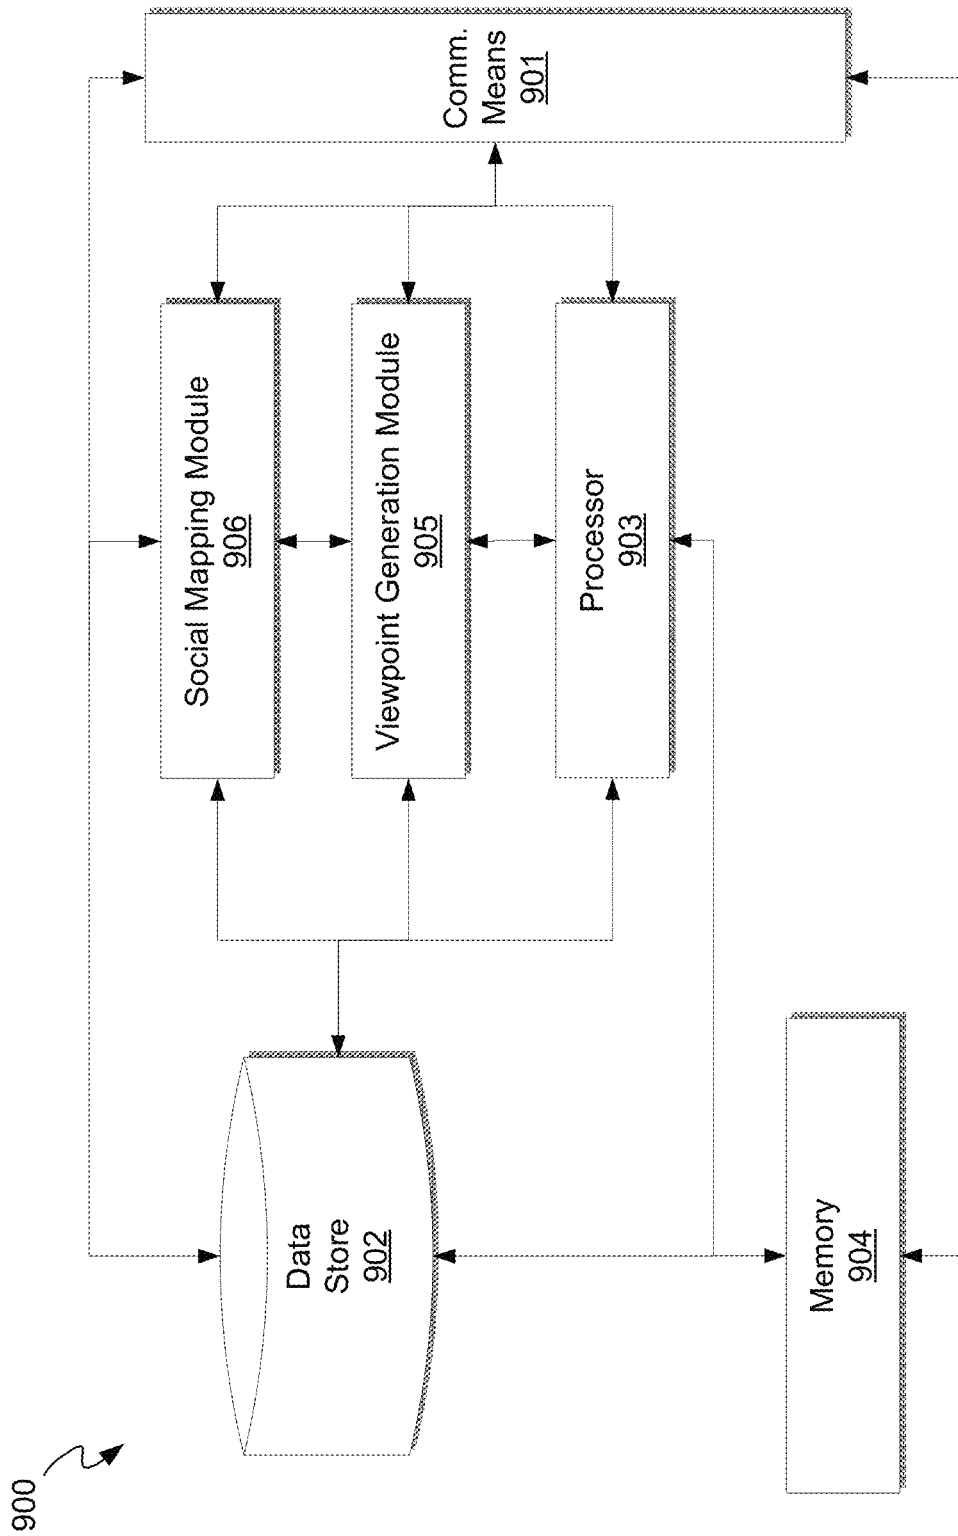 900
Data
Store
902
Memory
904
Social Mapping Module
906
Viewpoint Generation Module
905
Processor
903
Comm.
Means
901